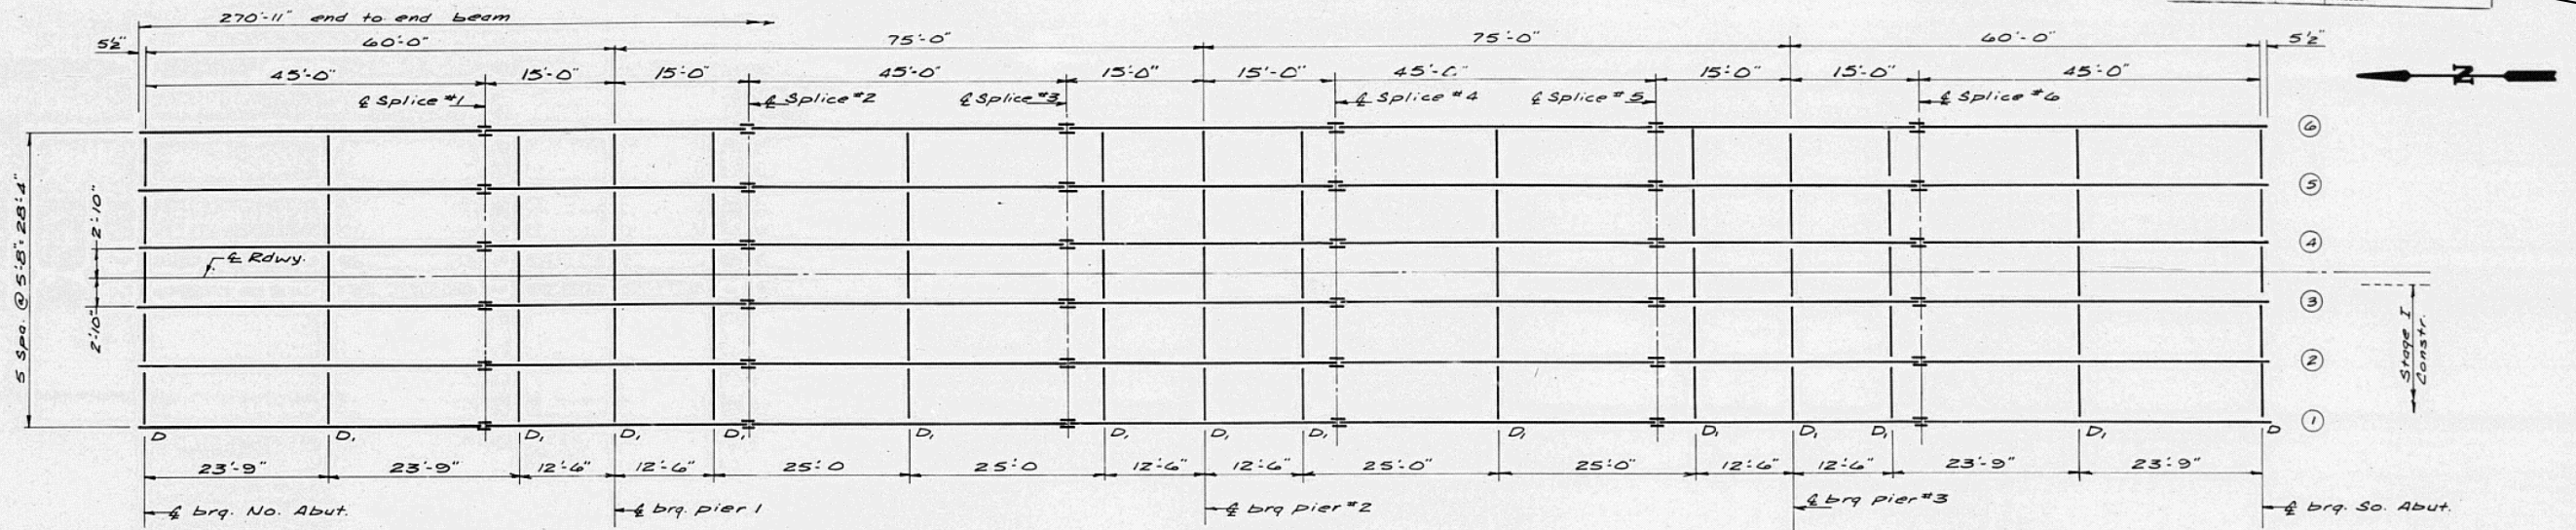 270'-11" end to end beam
5½" 60'-0" 75'-0" 75'-0" 60'-0" 5½"
45'-0" 15'-0" 15'-0" 45'-0" 15'-0" 15'-0" 45'-0" 15'-0" 15'-0" 45'-0"
N
℄ Splice #1 ℄ Splice #2 ℄ Splice #3 ℄ Splice #4 ℄ Splice #5 ℄ Splice #6
6
5
4
3
2
1
5 Spa. @ 5'-8" = 28'-4"
2'-10"
2'-10"
℄ Rdwy.
Stage I
Constr.
D D₁ D₁ D₁ D₁ D₁ D₁ D₁ D₁ D₁ D₁ D₁ D₁ D₁ D
23'-9" 23'-9" 12'-6" 12'-6" 25'-0 25'-0 12'-6" 12'-6" 25'-0" 25'-0" 12'-6" 12'-6" 23'-9" 23'-9"
℄ brg. No. Abut. ℄ brg. pier 1 ℄ brg pier #2 ℄ brg pier #3 ℄ brg. So. Abut.